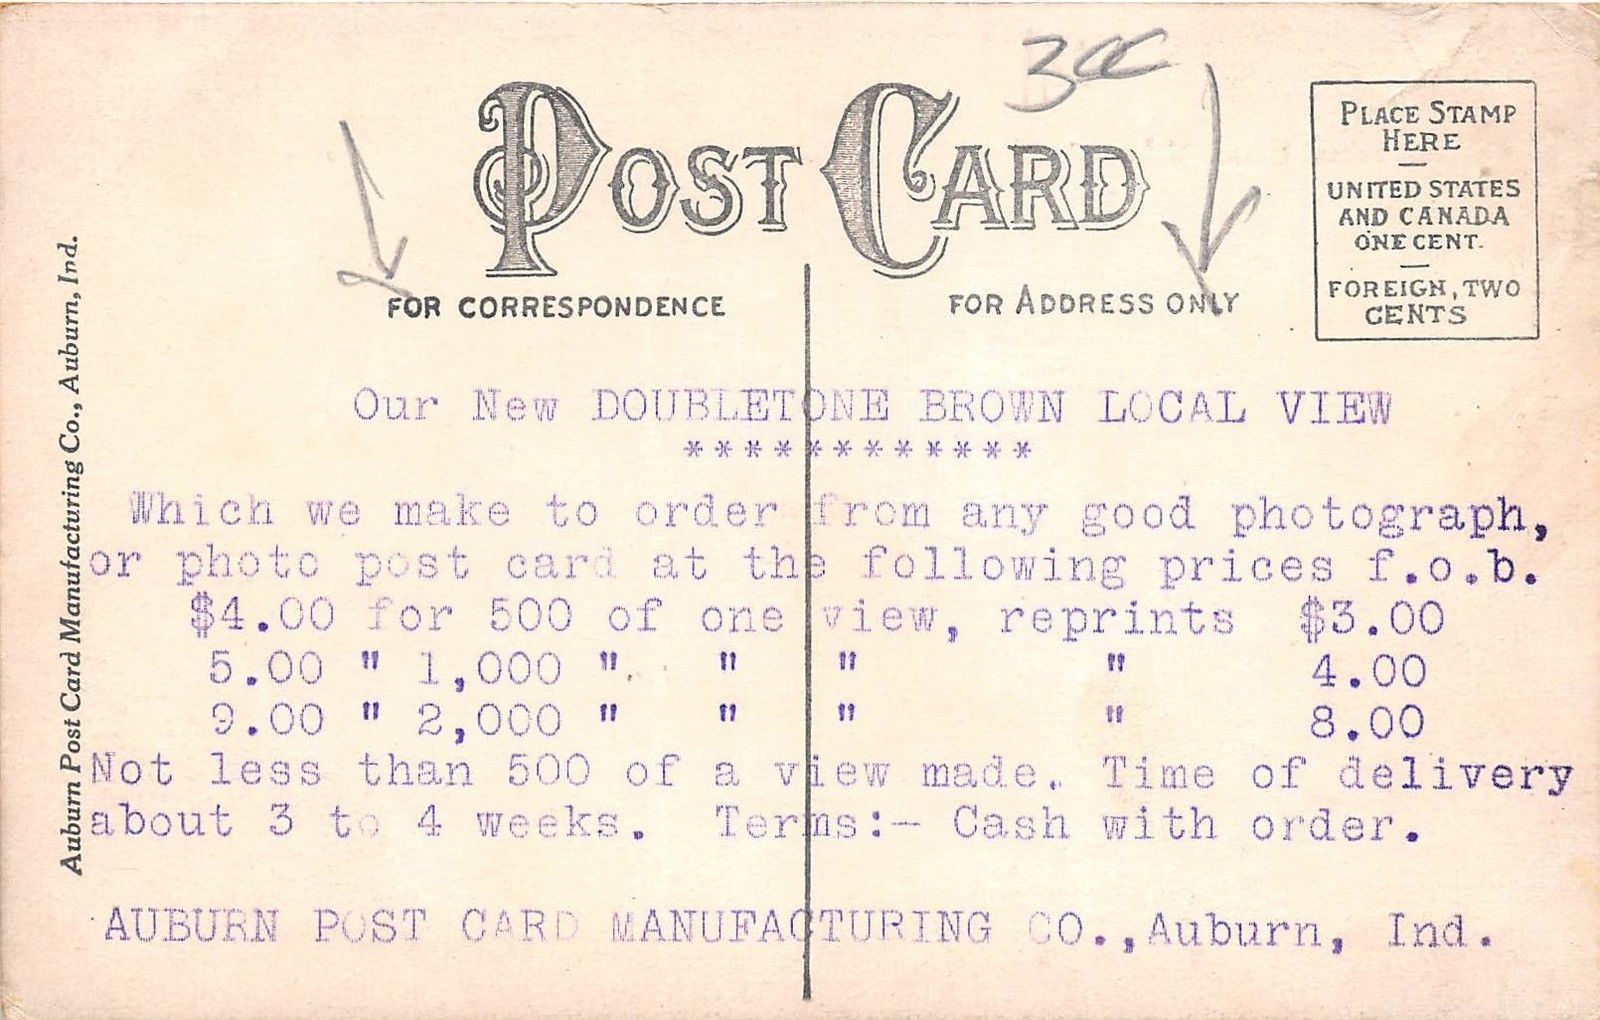 POST CARD
FOR CORRESPONDENCE
FOR ADDRESS ONLY
PLACE STAMP
HERE
UNITED STATES
AND CANADA
ONE CENT.
FOREIGN, TWO
CENTS
Auburn Post Card Manufacturing Co., Auburn, Ind.
Our New DOUBLETONE BROWN LOCAL VIEW
************
Which we make to order from any good photograph,
or photo post card at the following prices f.o.b.
$4.00 for 500 of one view, reprints $3.00
5.00 " 1,000 " " " " 4.00
9.00 " 2,000 " " " " 8.00
Not less than 500 of a view made. Time of delivery
about 3 to 4 weeks. Terms:- Cash with order.
AUBURN POST CARD MANUFACTURING CO., Auburn, Ind.